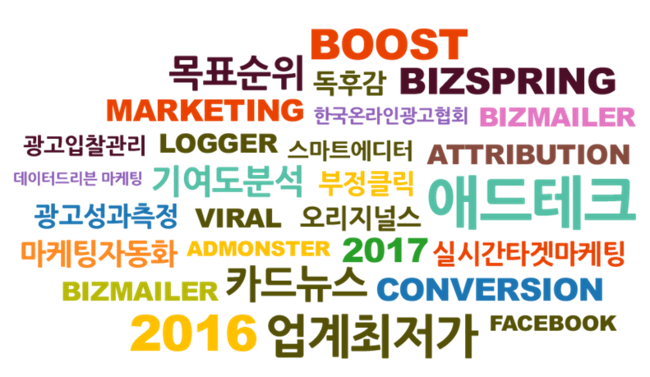 BOOST
목표순위 독후감 BIZSPRING
MARKETING 한국온라인광고협회 BIZMAILER
광고입찰관리 LOGGER 스마트에디터 ATTRIBUTION
데이터드리븐 마케팅 기여도분석 부정클릭 애드테크
광고성과측정 VIRAL 오리지널스
마케팅자동화 ADMONSTER 2017 실시간타겟마케팅
BIZMAILER 카드뉴스 CONVERSION
2016 업계최저가 FACEBOOK